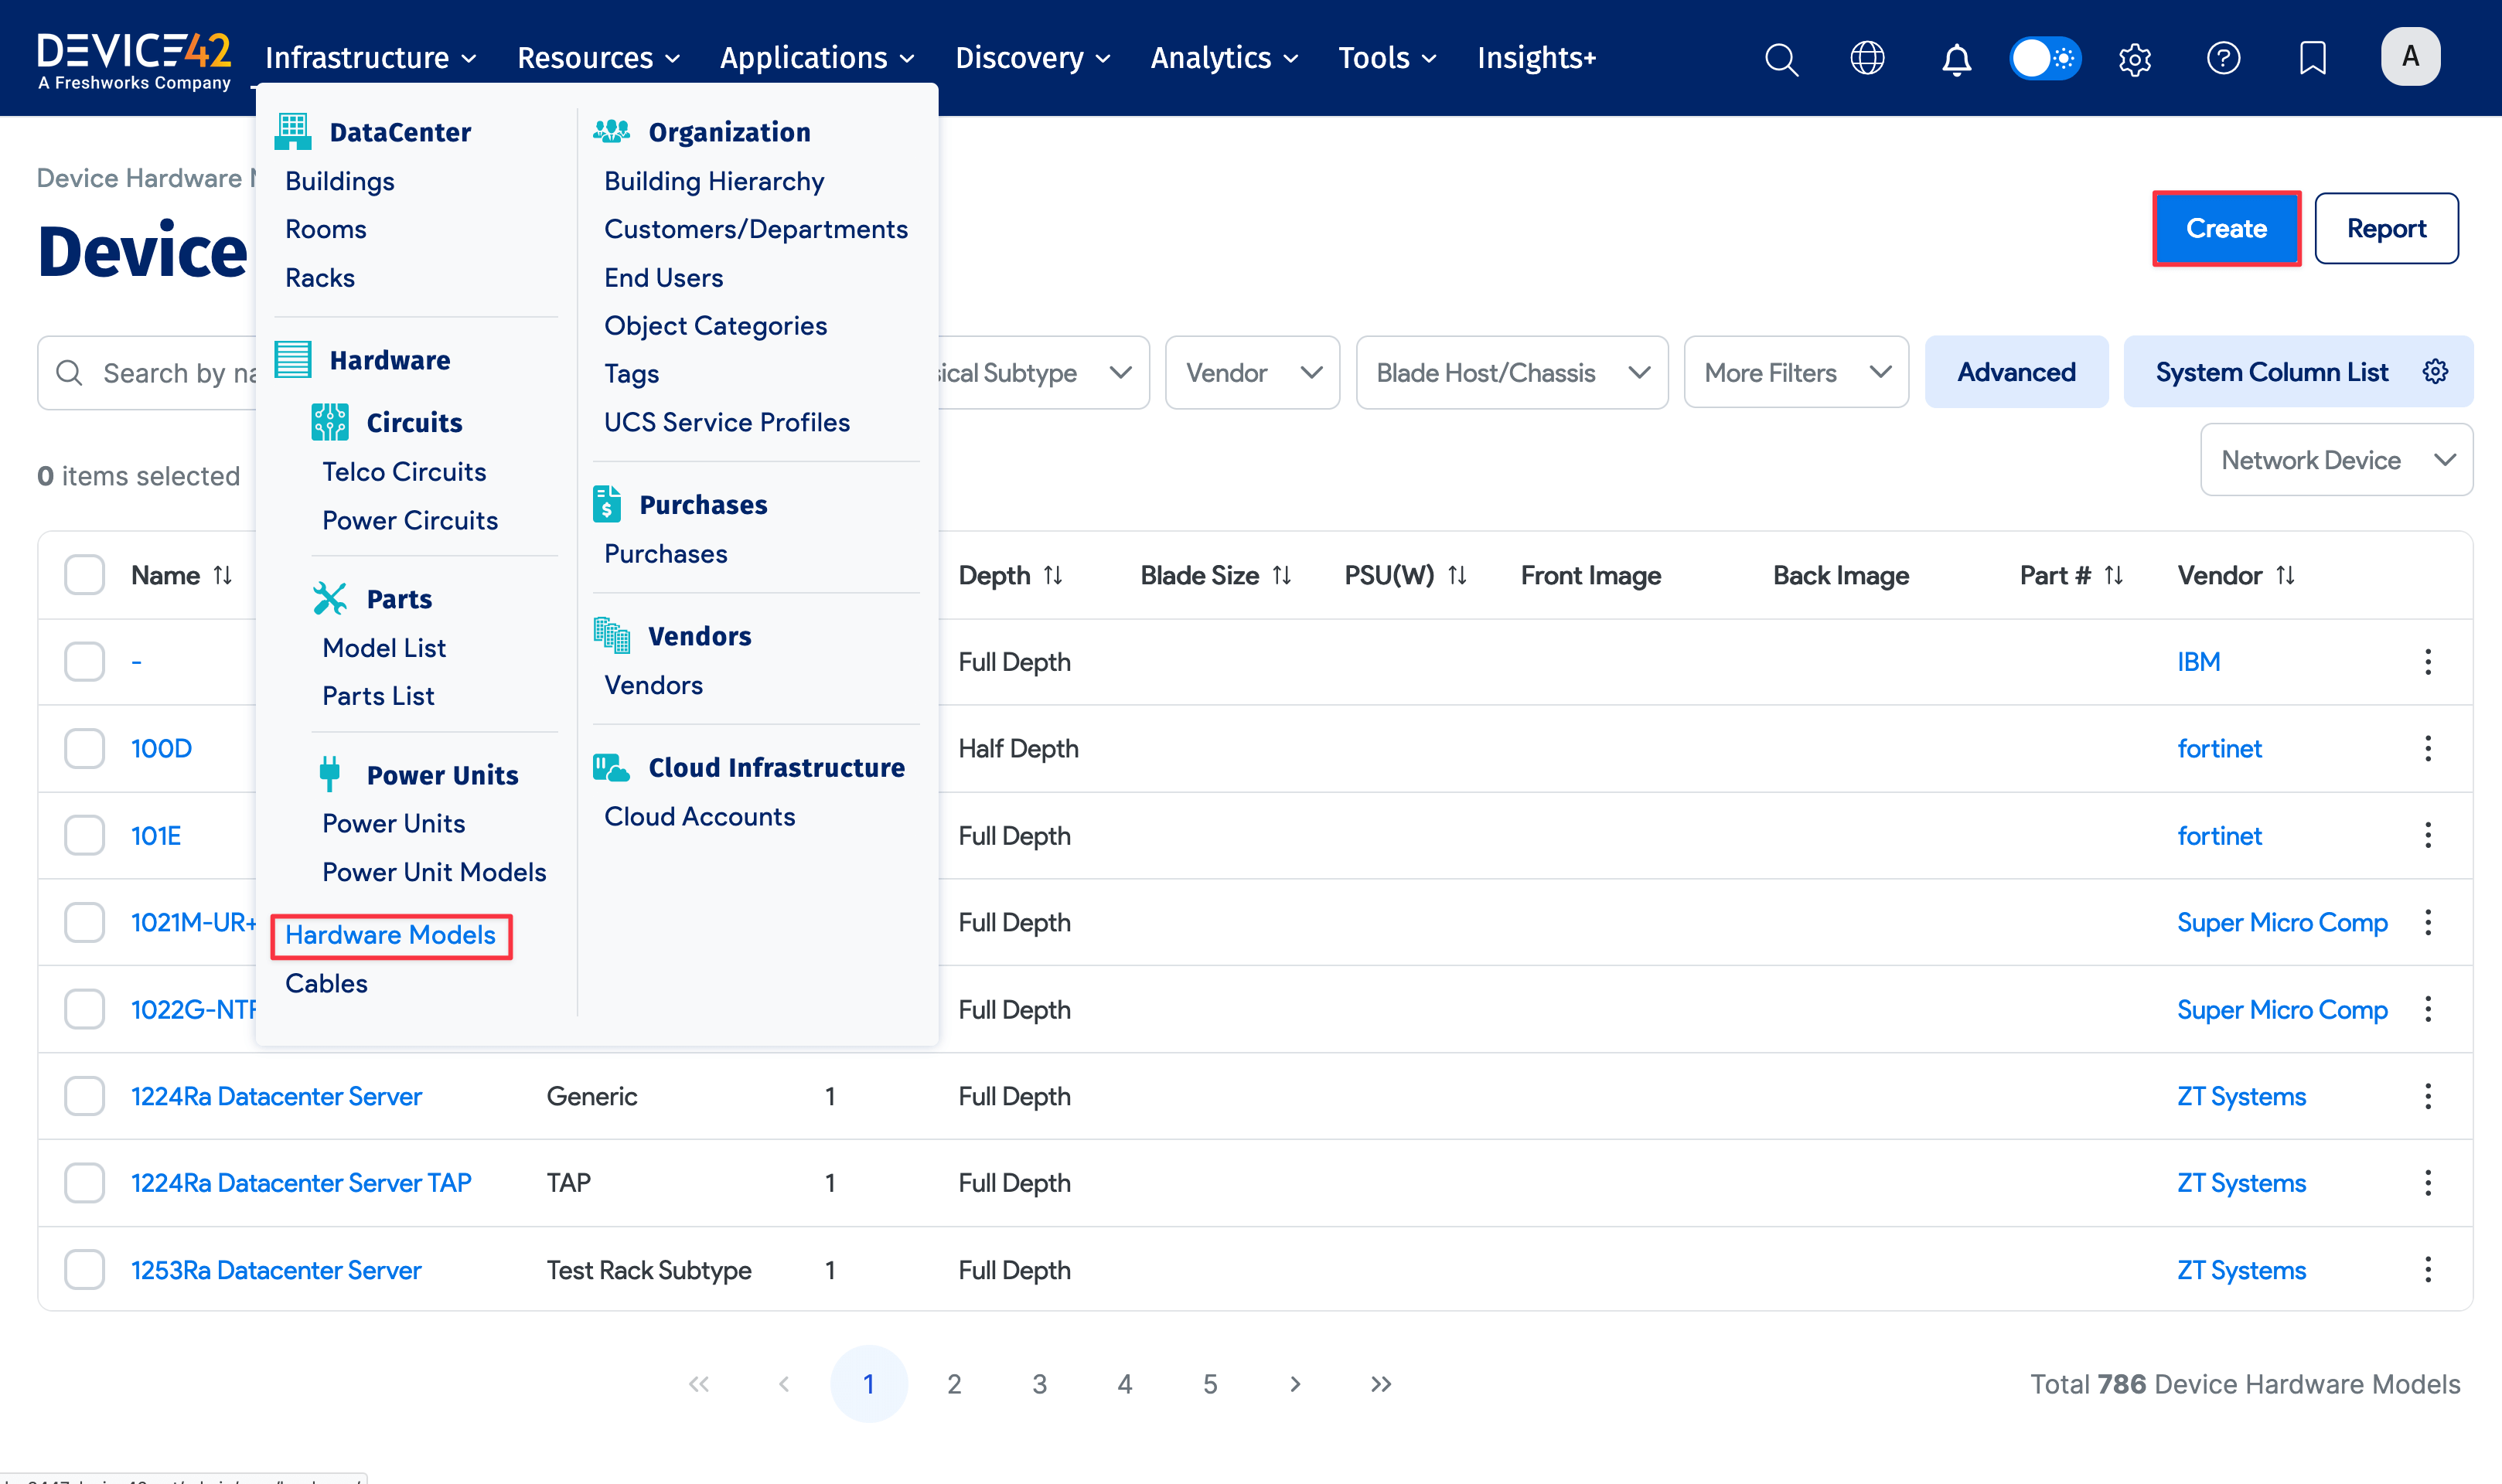 DEVICE42
A Freshworks Company
Infrastructure
Resources
Applications
Discovery
Analytics
Tools
Insights+
A
Device Hardware
Device
Create
Report
DataCenter
Buildings
Rooms
Racks
Hardware
Circuits
Telco Circuits
Power Circuits
Parts
Model List
Parts List
Power Units
Power Units
Power Unit Models
Hardware Models
Cables
Organization
Building Hierarchy
Customers/Departments
End Users
Object Categories
Tags
UCS Service Profiles
Purchases
Purchases
Vendors
Vendors
Cloud Infrastructure
Cloud Accounts
Search by
Subtype
Vendor
Blade Host/Chassis
More Filters
Advanced
System Column List
0 items selected
Network Device
Name Depth Blade Size PSU(W) Front Image Back Image Part # Vendor
- Full Depth IBM
100D Half Depth fortinet
101E Full Depth fortinet
1021M-UR+ Full Depth Super Micro Comp
1022G-NTF Full Depth Super Micro Comp
1224Ra Datacenter Server Generic 1 Full Depth ZT Systems
1224Ra Datacenter Server TAP TAP 1 Full Depth ZT Systems
1253Ra Datacenter Server Test Rack Subtype 1 Full Depth ZT Systems
« ‹ 1 2 3 4 5 › »
Total 786 Device Hardware Models